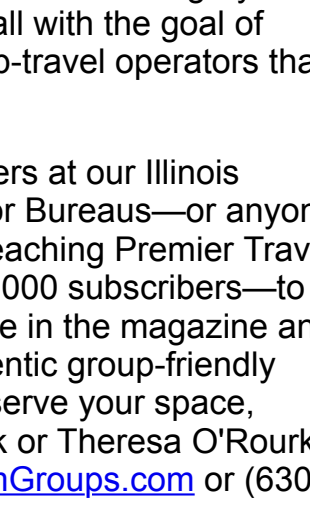 all with the goal of
o-travel operators tha
ers at our Illinois
or Bureaus—or anyon
eaching Premier Trav
000 subscribers—to
e in the magazine an
entic group-friendly
serve your space,
k or Theresa O'Rourk
nGroups.com or (630